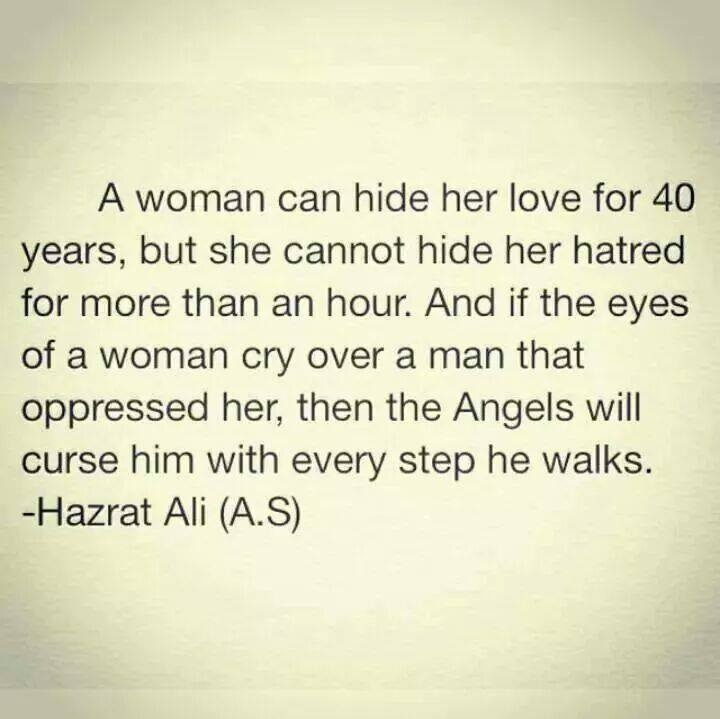 A woman can hide her love for 40
years, but she cannot hide her hatred
for more than an hour. And if the eyes
of a woman cry over a man that
oppressed her, then the Angels will
curse him with every step he walks.
-Hazrat Ali (A.S)